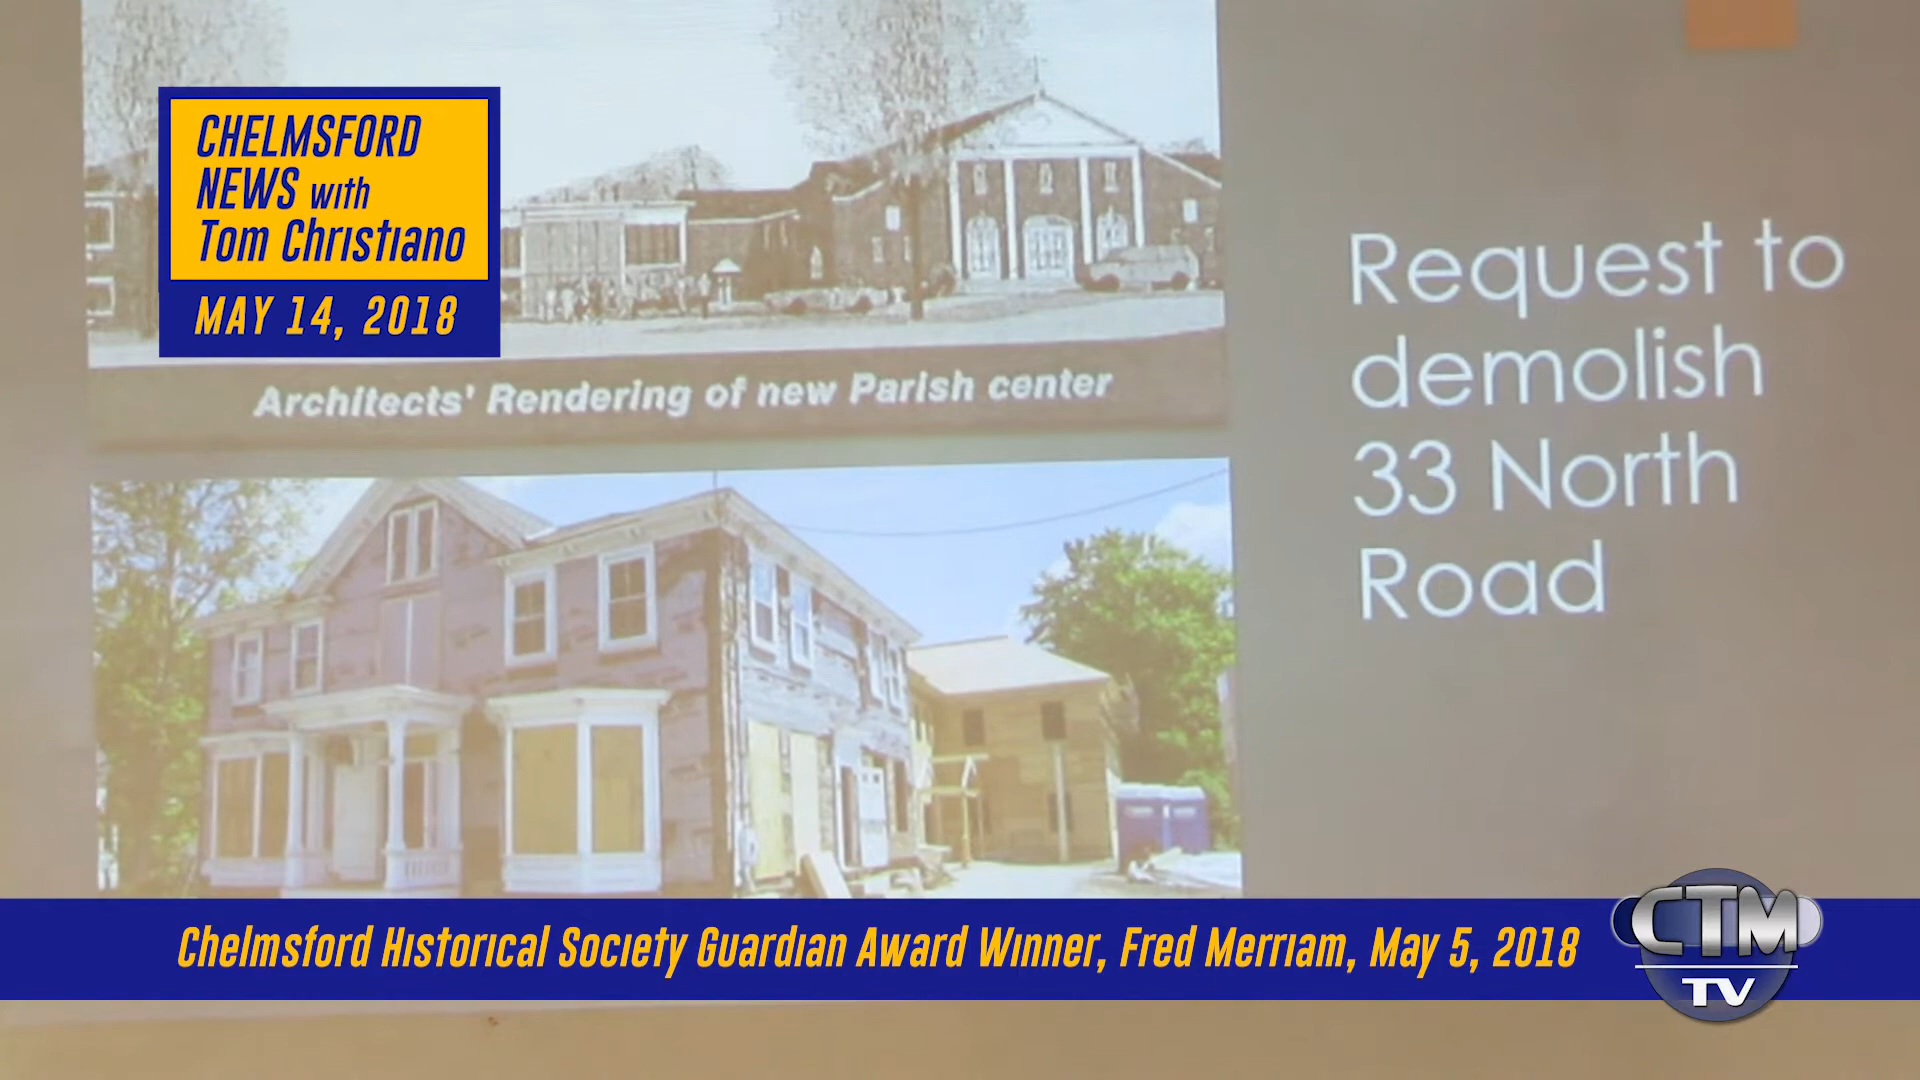 CHELMSFORD
NEWS with
Tom Christiano
MAY 14, 2018
Architects' Rendering of new Parish center
Request to
demolish
33 North
Road
Chelmsford Historical Society Guardian Award Winner, Fred Merriam, May 5, 2018
CTM
TV